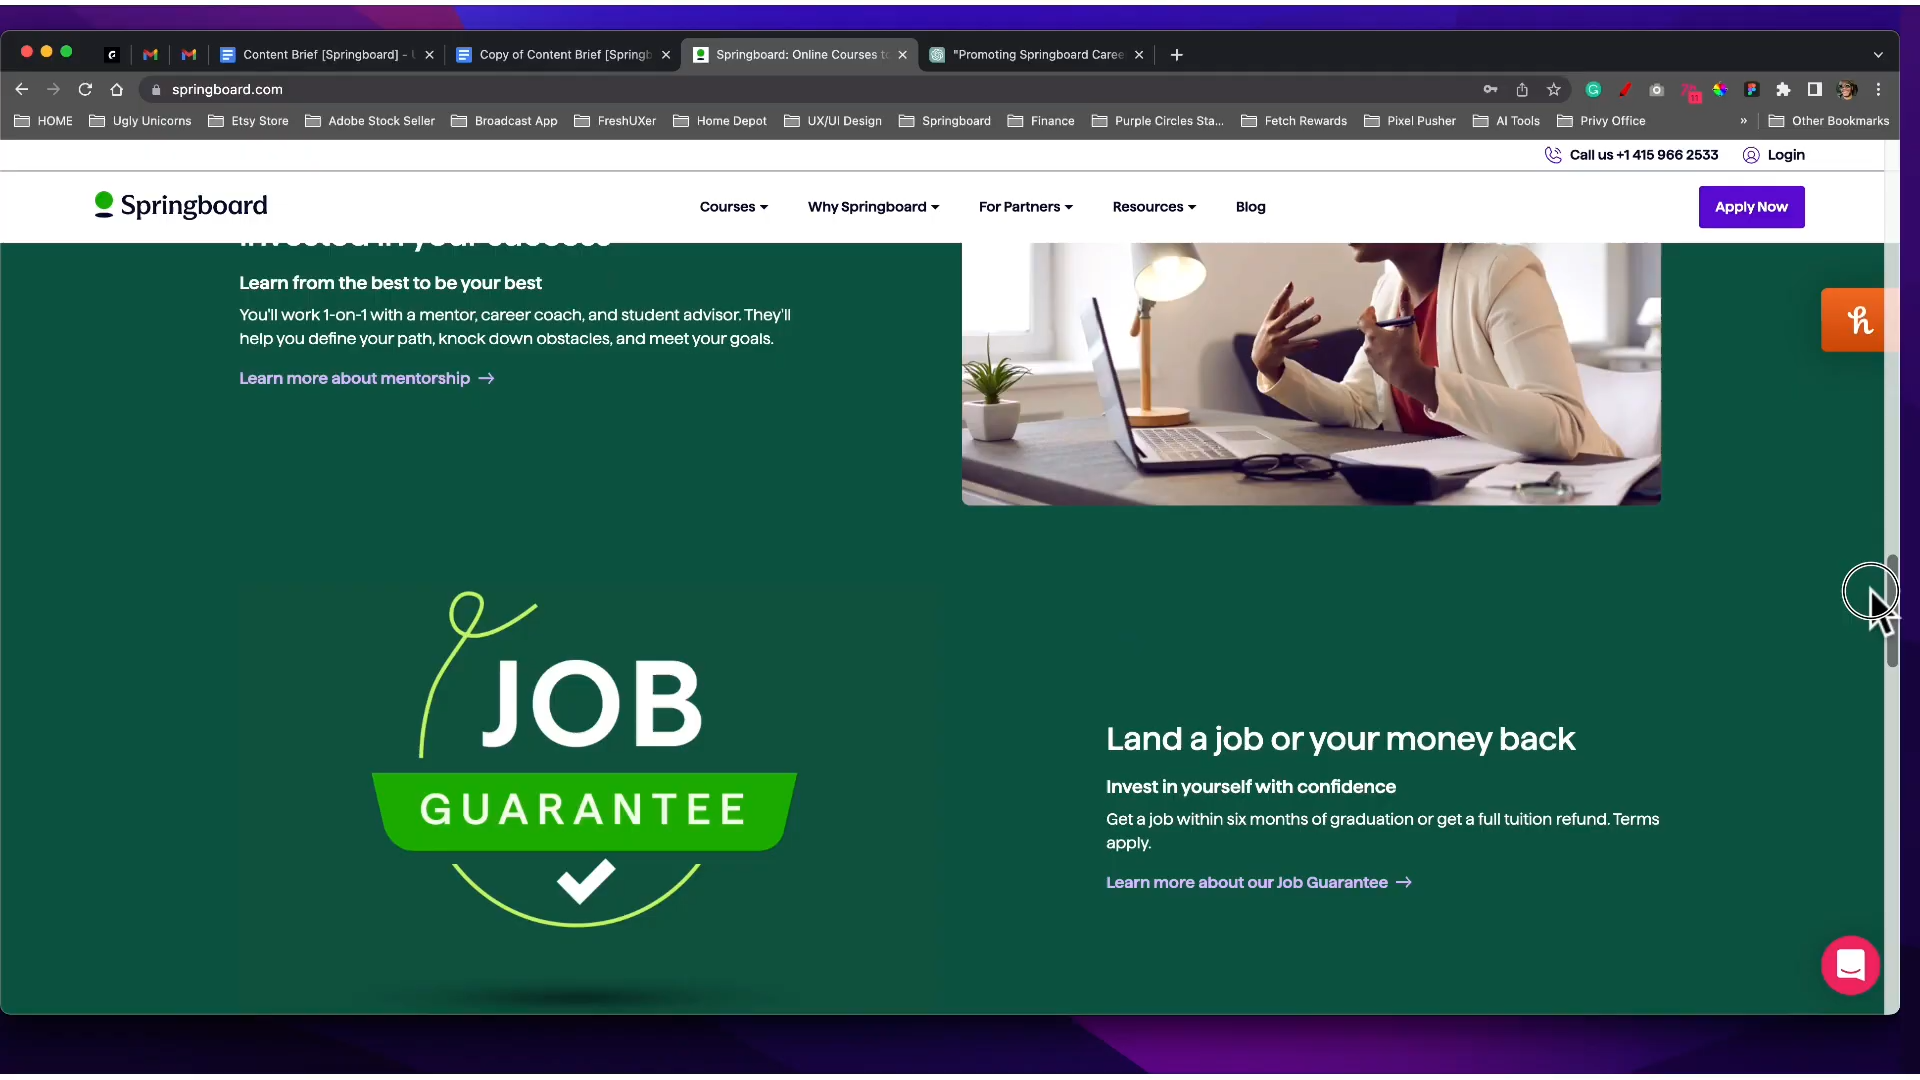 Content Brief [Springboard] -
Copy of Content Brief [Springb
Springboard: Online Courses to
"Promoting Springboard Caree
springboard.com
HOME
Ugly Unicorns
Etsy Store
Adobe Stock Seller
Broadcast App
FreshUXer
Home Depot
UX/UI Design
Springboard
Finance
Purple Circles Sta...
Fetch Rewards
Pixel Pusher
AI Tools
Privy Office
»
Other Bookmarks
Call us +1 415 966 2533
Login
Springboard
Courses
Why Springboard
For Partners
Resources
Blog
Apply Now
Invested in your success
Learn from the best to be your best
You'll work 1-on-1 with a mentor, career coach, and student advisor. They'll
help you define your path, knock down obstacles, and meet your goals.
Learn more about mentorship →
JOB
GUARANTEE
Land a job or your money back
Invest in yourself with confidence
Get a job within six months of graduation or get a full tuition refund. Terms
apply.
Learn more about our Job Guarantee →